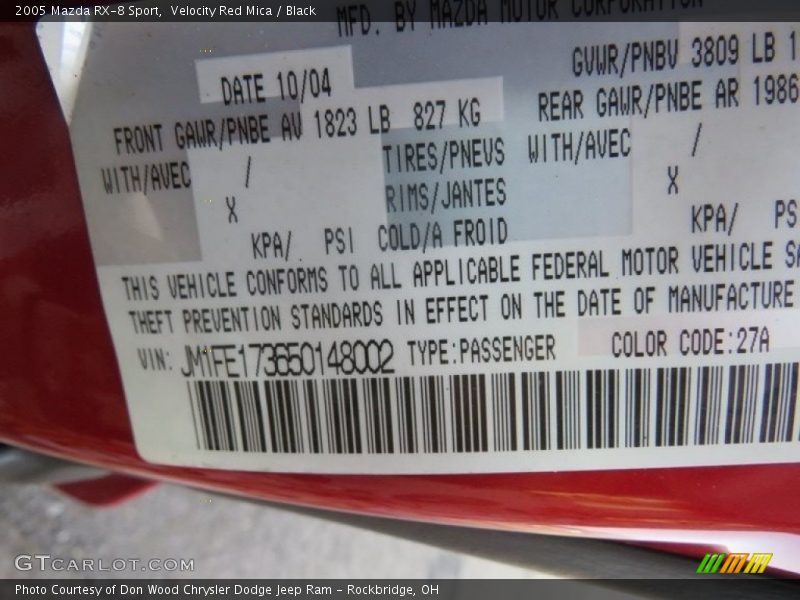 2005 Mazda RX-8 Sport, Velocity Red Mica / Black
MFD. BY MAZDA MOTOR CORPORATION
DATE 10/04
GVWR/PNBV 3809 LB 1
FRONT GAWR/PNBE AV 1823 LB 827 KG
REAR GAWR/PNBE AR 1986
WITH/AVEC /
TIRES/PNEUS WITH/AVEC /
X
RIMS/JANTES
X
KPA/ PSI COLD/A FROID
KPA/ PS
THIS VEHICLE CONFORMS TO ALL APPLICABLE FEDERAL MOTOR VEHICLE SA
THEFT PREVENTION STANDARDS IN EFFECT ON THE DATE OF MANUFACTURE
VIN: JM1FE173650148002 TYPE:PASSENGER COLOR CODE:27A
GTCARLOT.COM
Photo Courtesy of Don Wood Chrysler Dodge Jeep Ram – Rockbridge, OH